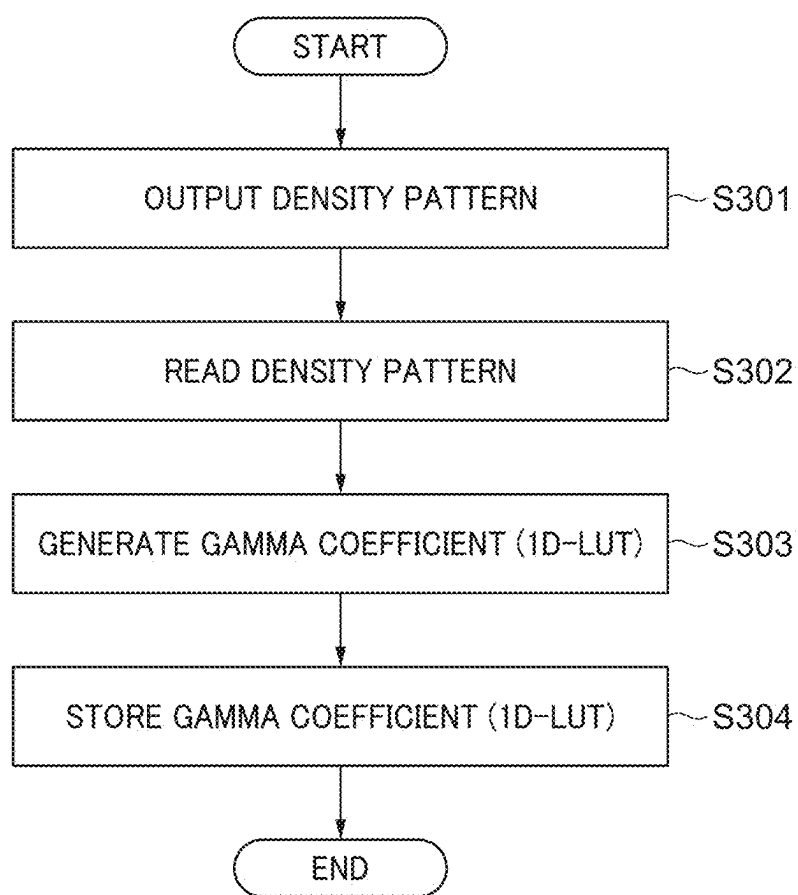 START
OUTPUT DENSITY PATTERN
S301
READ DENSITY PATTERN
S302
GENERATE GAMMA COEFFICIENT (1D-LUT)
S303
STORE GAMMA COEFFICIENT (1D-LUT)
S304
END